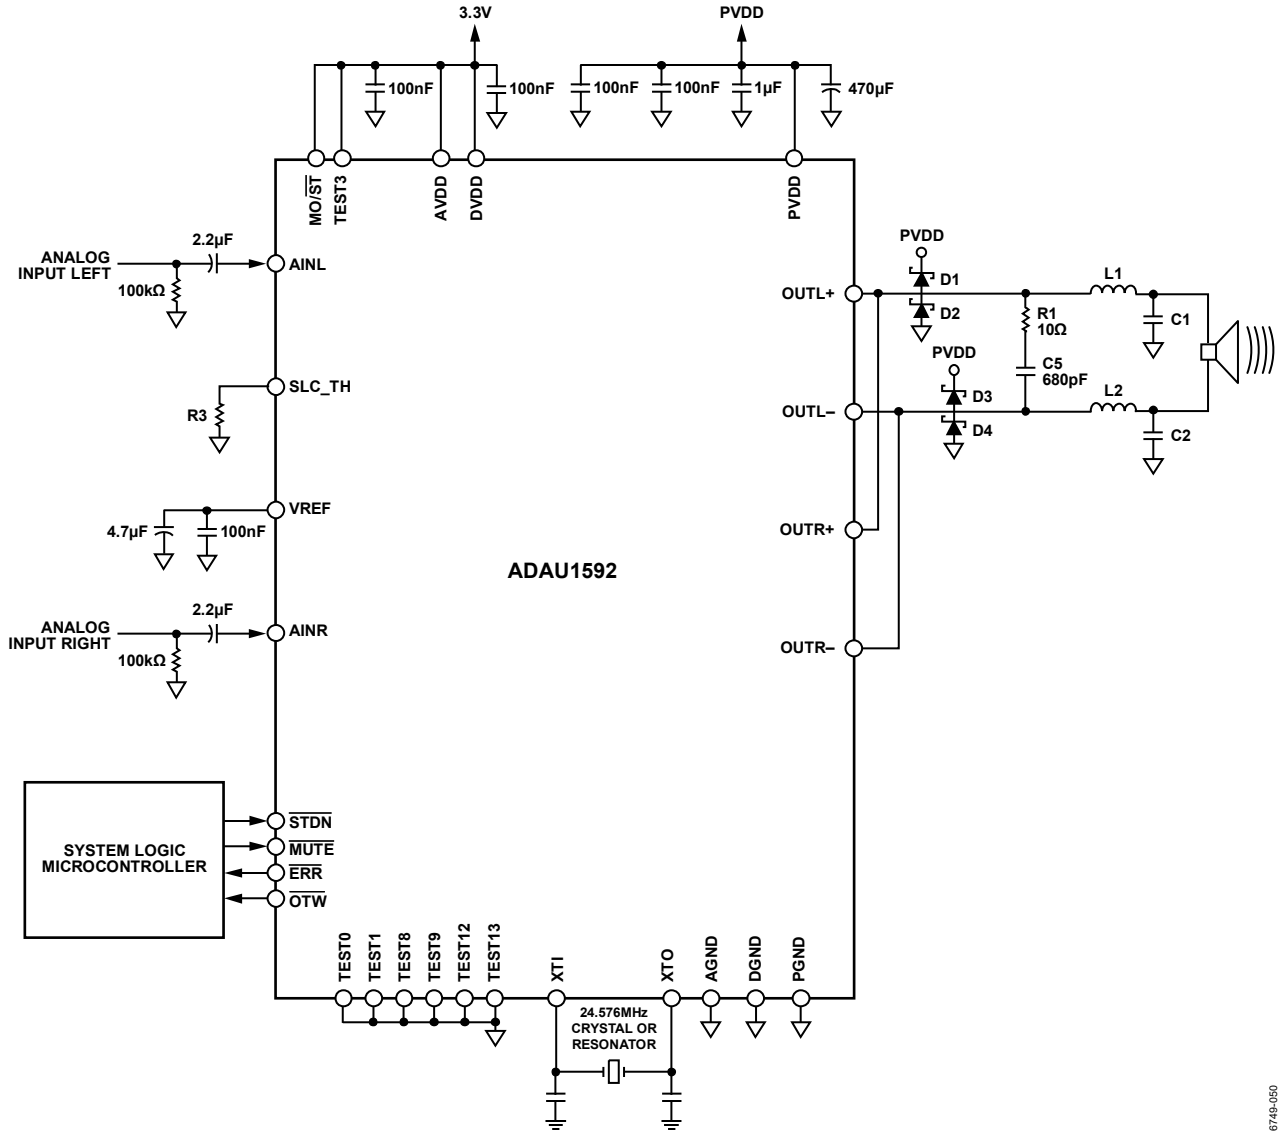 3.3V
PVDD
100nF
100nF
100nF
100nF
1µF
470µF
MO/ST
TEST3
AVDD
DVDD
PVDD
ANALOG
INPUT LEFT
2.2µF
100kΩ
AINL
SLC_TH
R3
VREF
4.7µF
100nF
ANALOG
INPUT RIGHT
2.2µF
100kΩ
AINR
ADAU1592
OUTL+
OUTL–
OUTR+
OUTR–
PVDD
D1
D2
PVDD
D3
D4
R1
10Ω
C5
680pF
L1
C1
L2
C2
SYSTEM LOGIC
MICROCONTROLLER
STDN
MUTE
ERR
OTW
TEST0
TEST1
TEST8
TEST9
TEST12
TEST13
XTI
XTO
AGND
DGND
PGND
24.576MHz
CRYSTAL OR
RESONATOR
6749-050